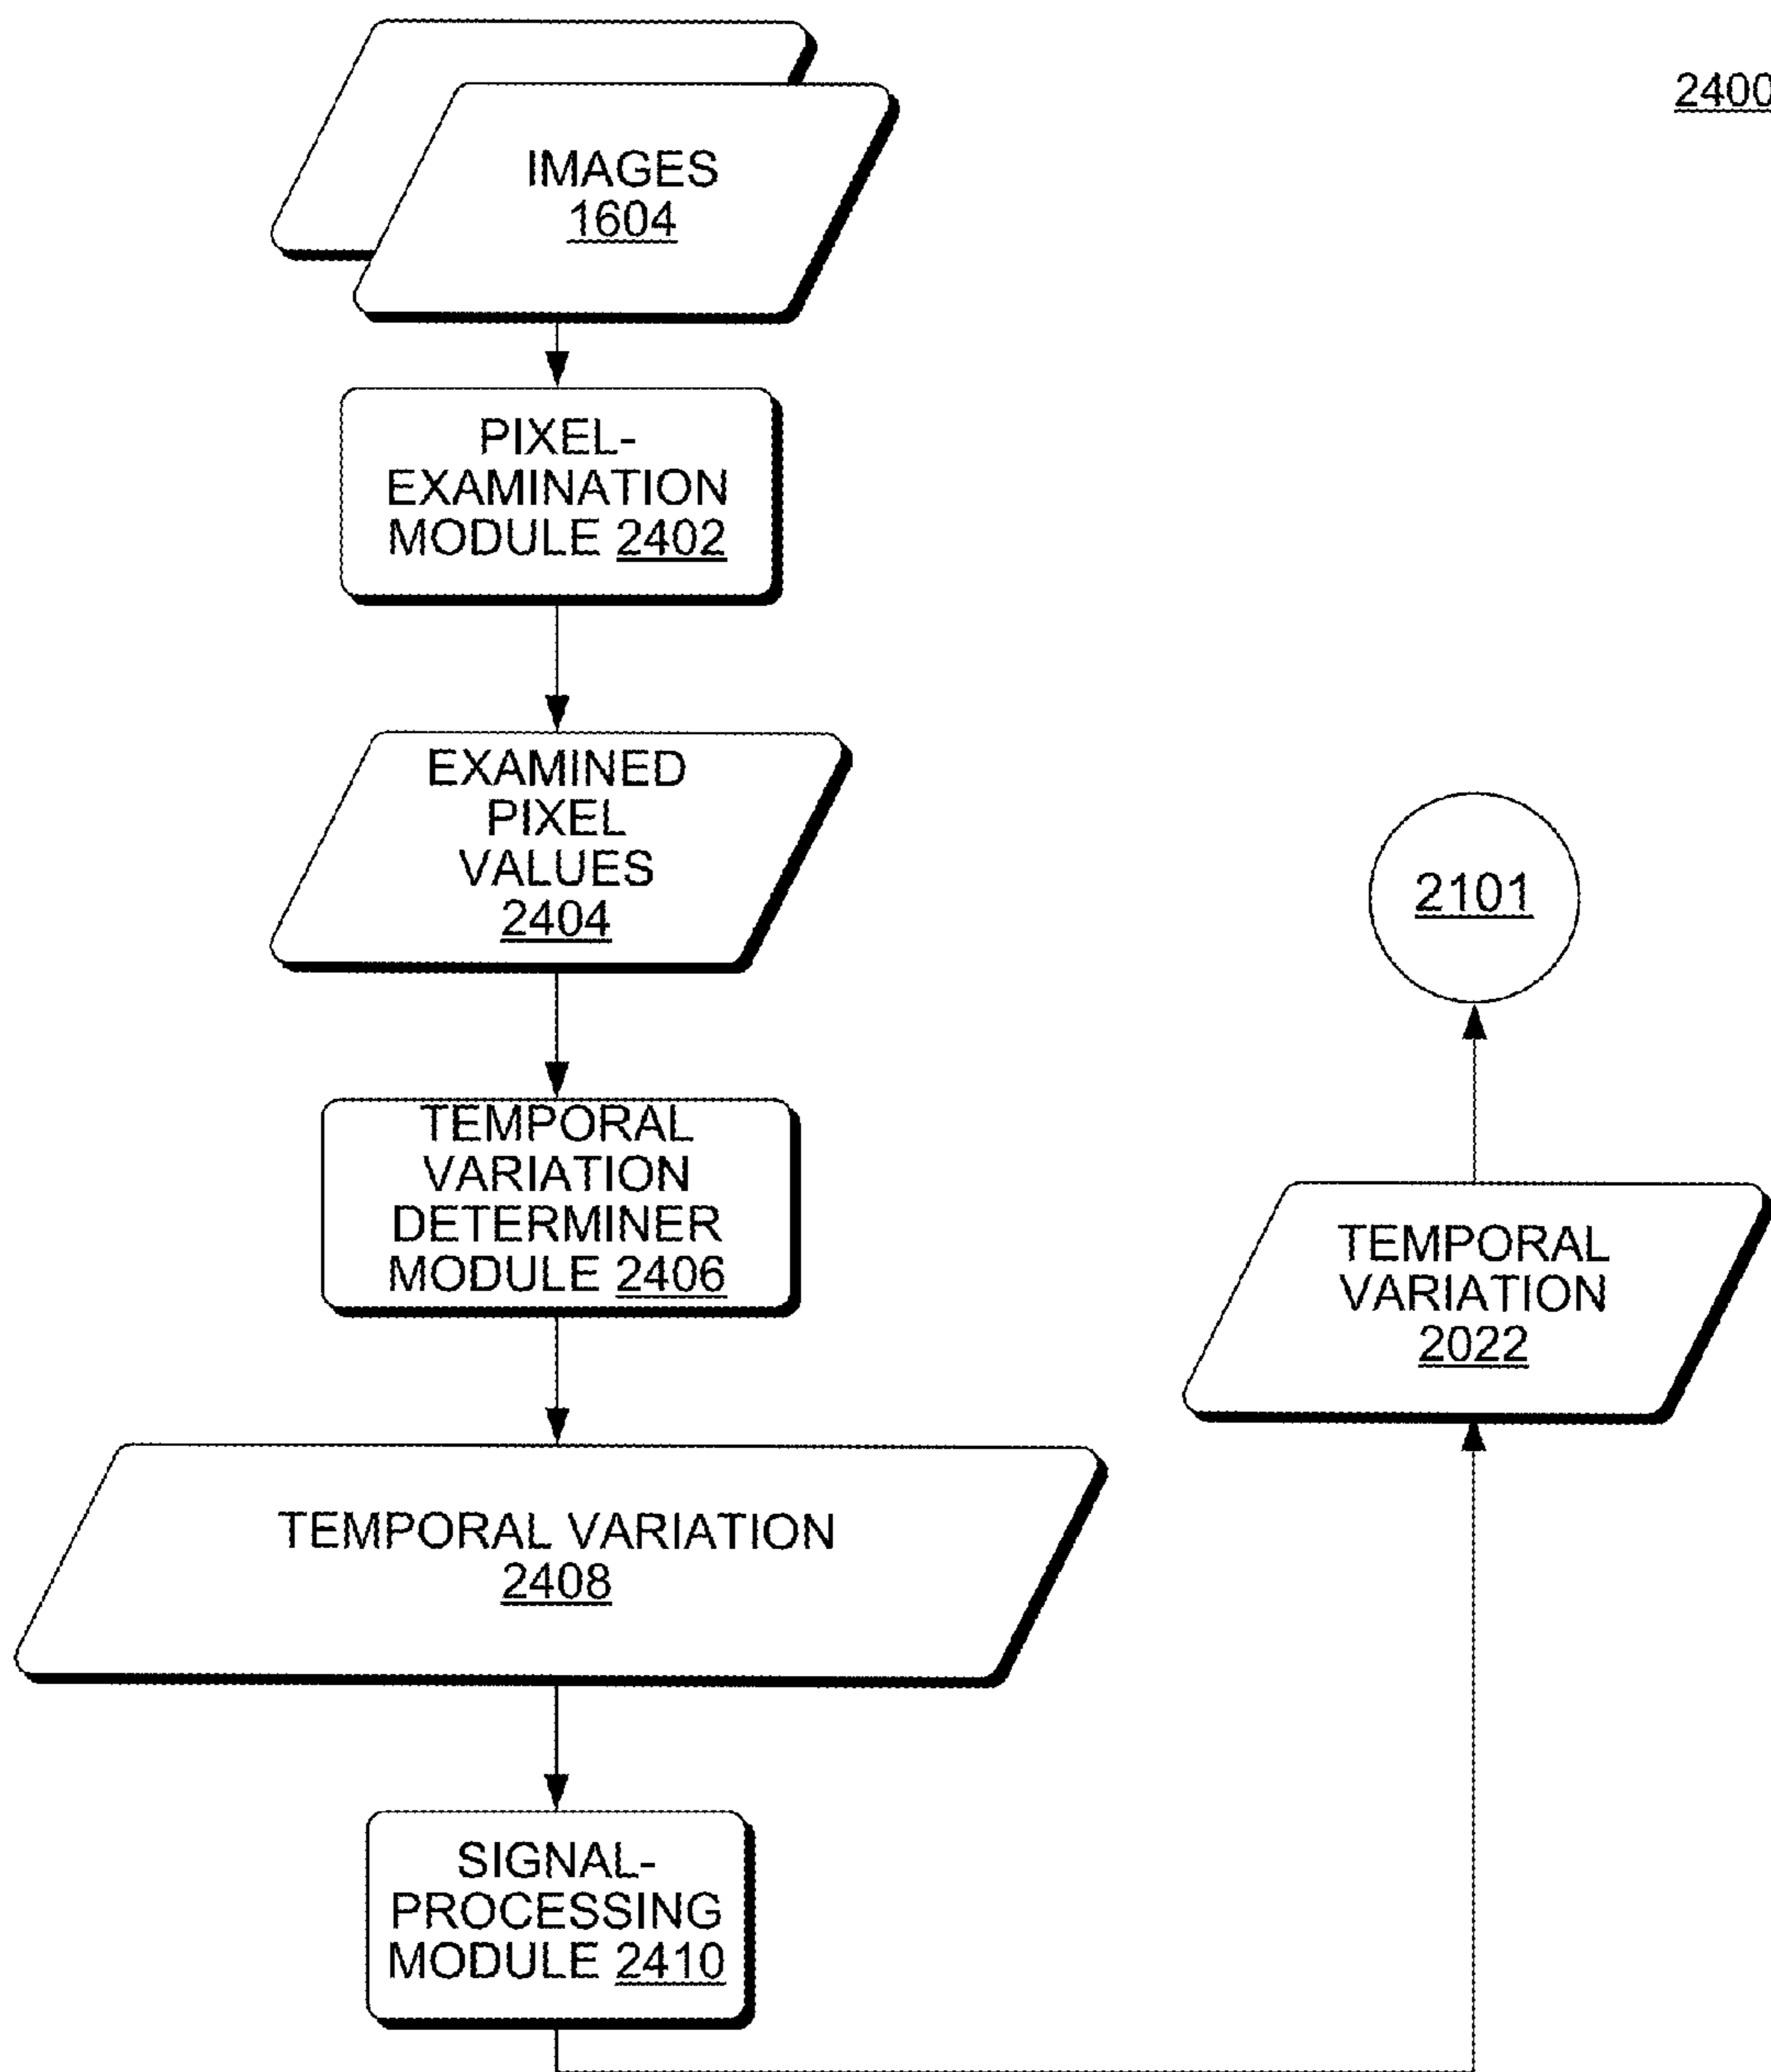 2400
IMAGES
1604
PIXEL-
EXAMINATION
MODULE 2402
EXAMINED
PIXEL
VALUES
2404
TEMPORAL
VARIATION
DETERMINER
MODULE 2406
TEMPORAL VARIATION
2408
SIGNAL-
PROCESSING
MODULE 2410
TEMPORAL
VARIATION
2022
2101